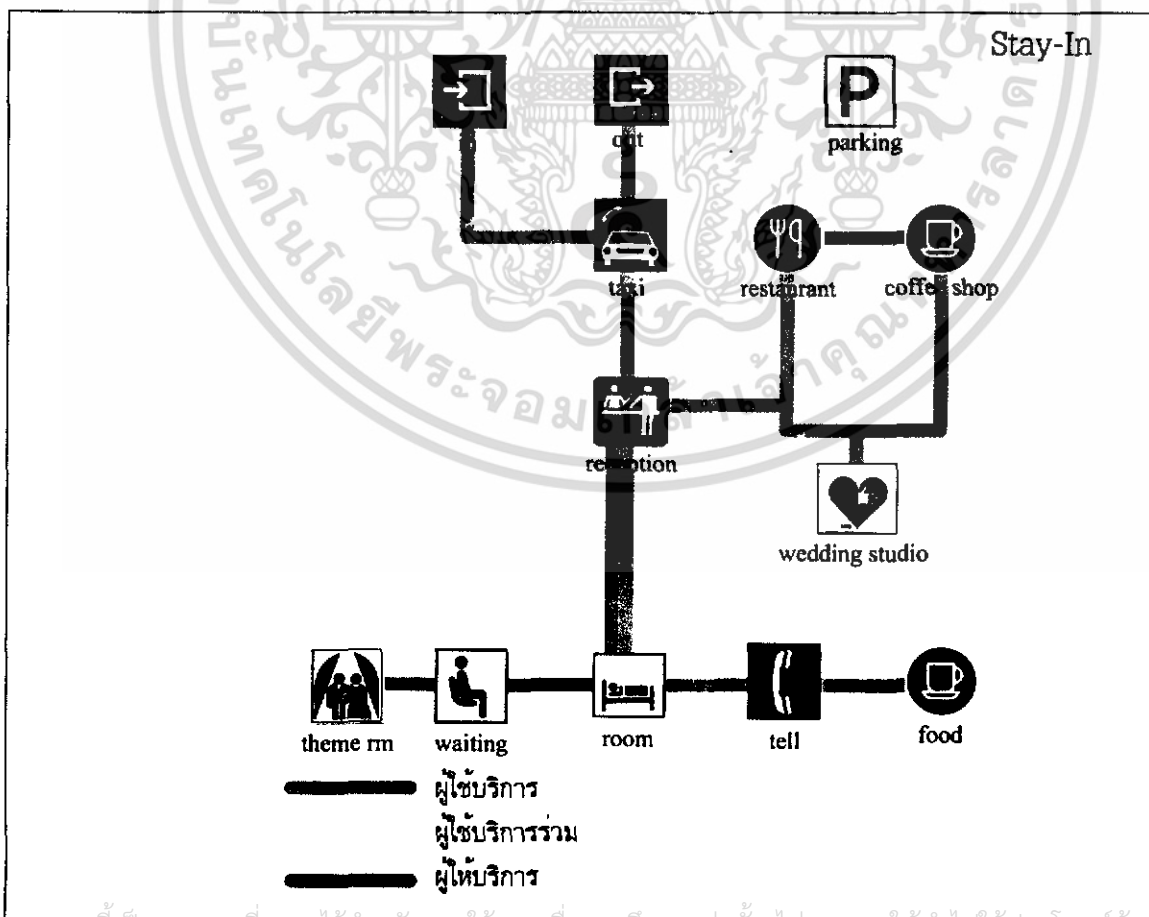 Stay-In
P
out
parking
taxi
restaurant
coffee shop
reception
wedding studio
theme rm
waiting
room
tell
food
ผู้ใช้บริการ
ผู้ใช้บริการร่วม
ผู้ให้บริการ